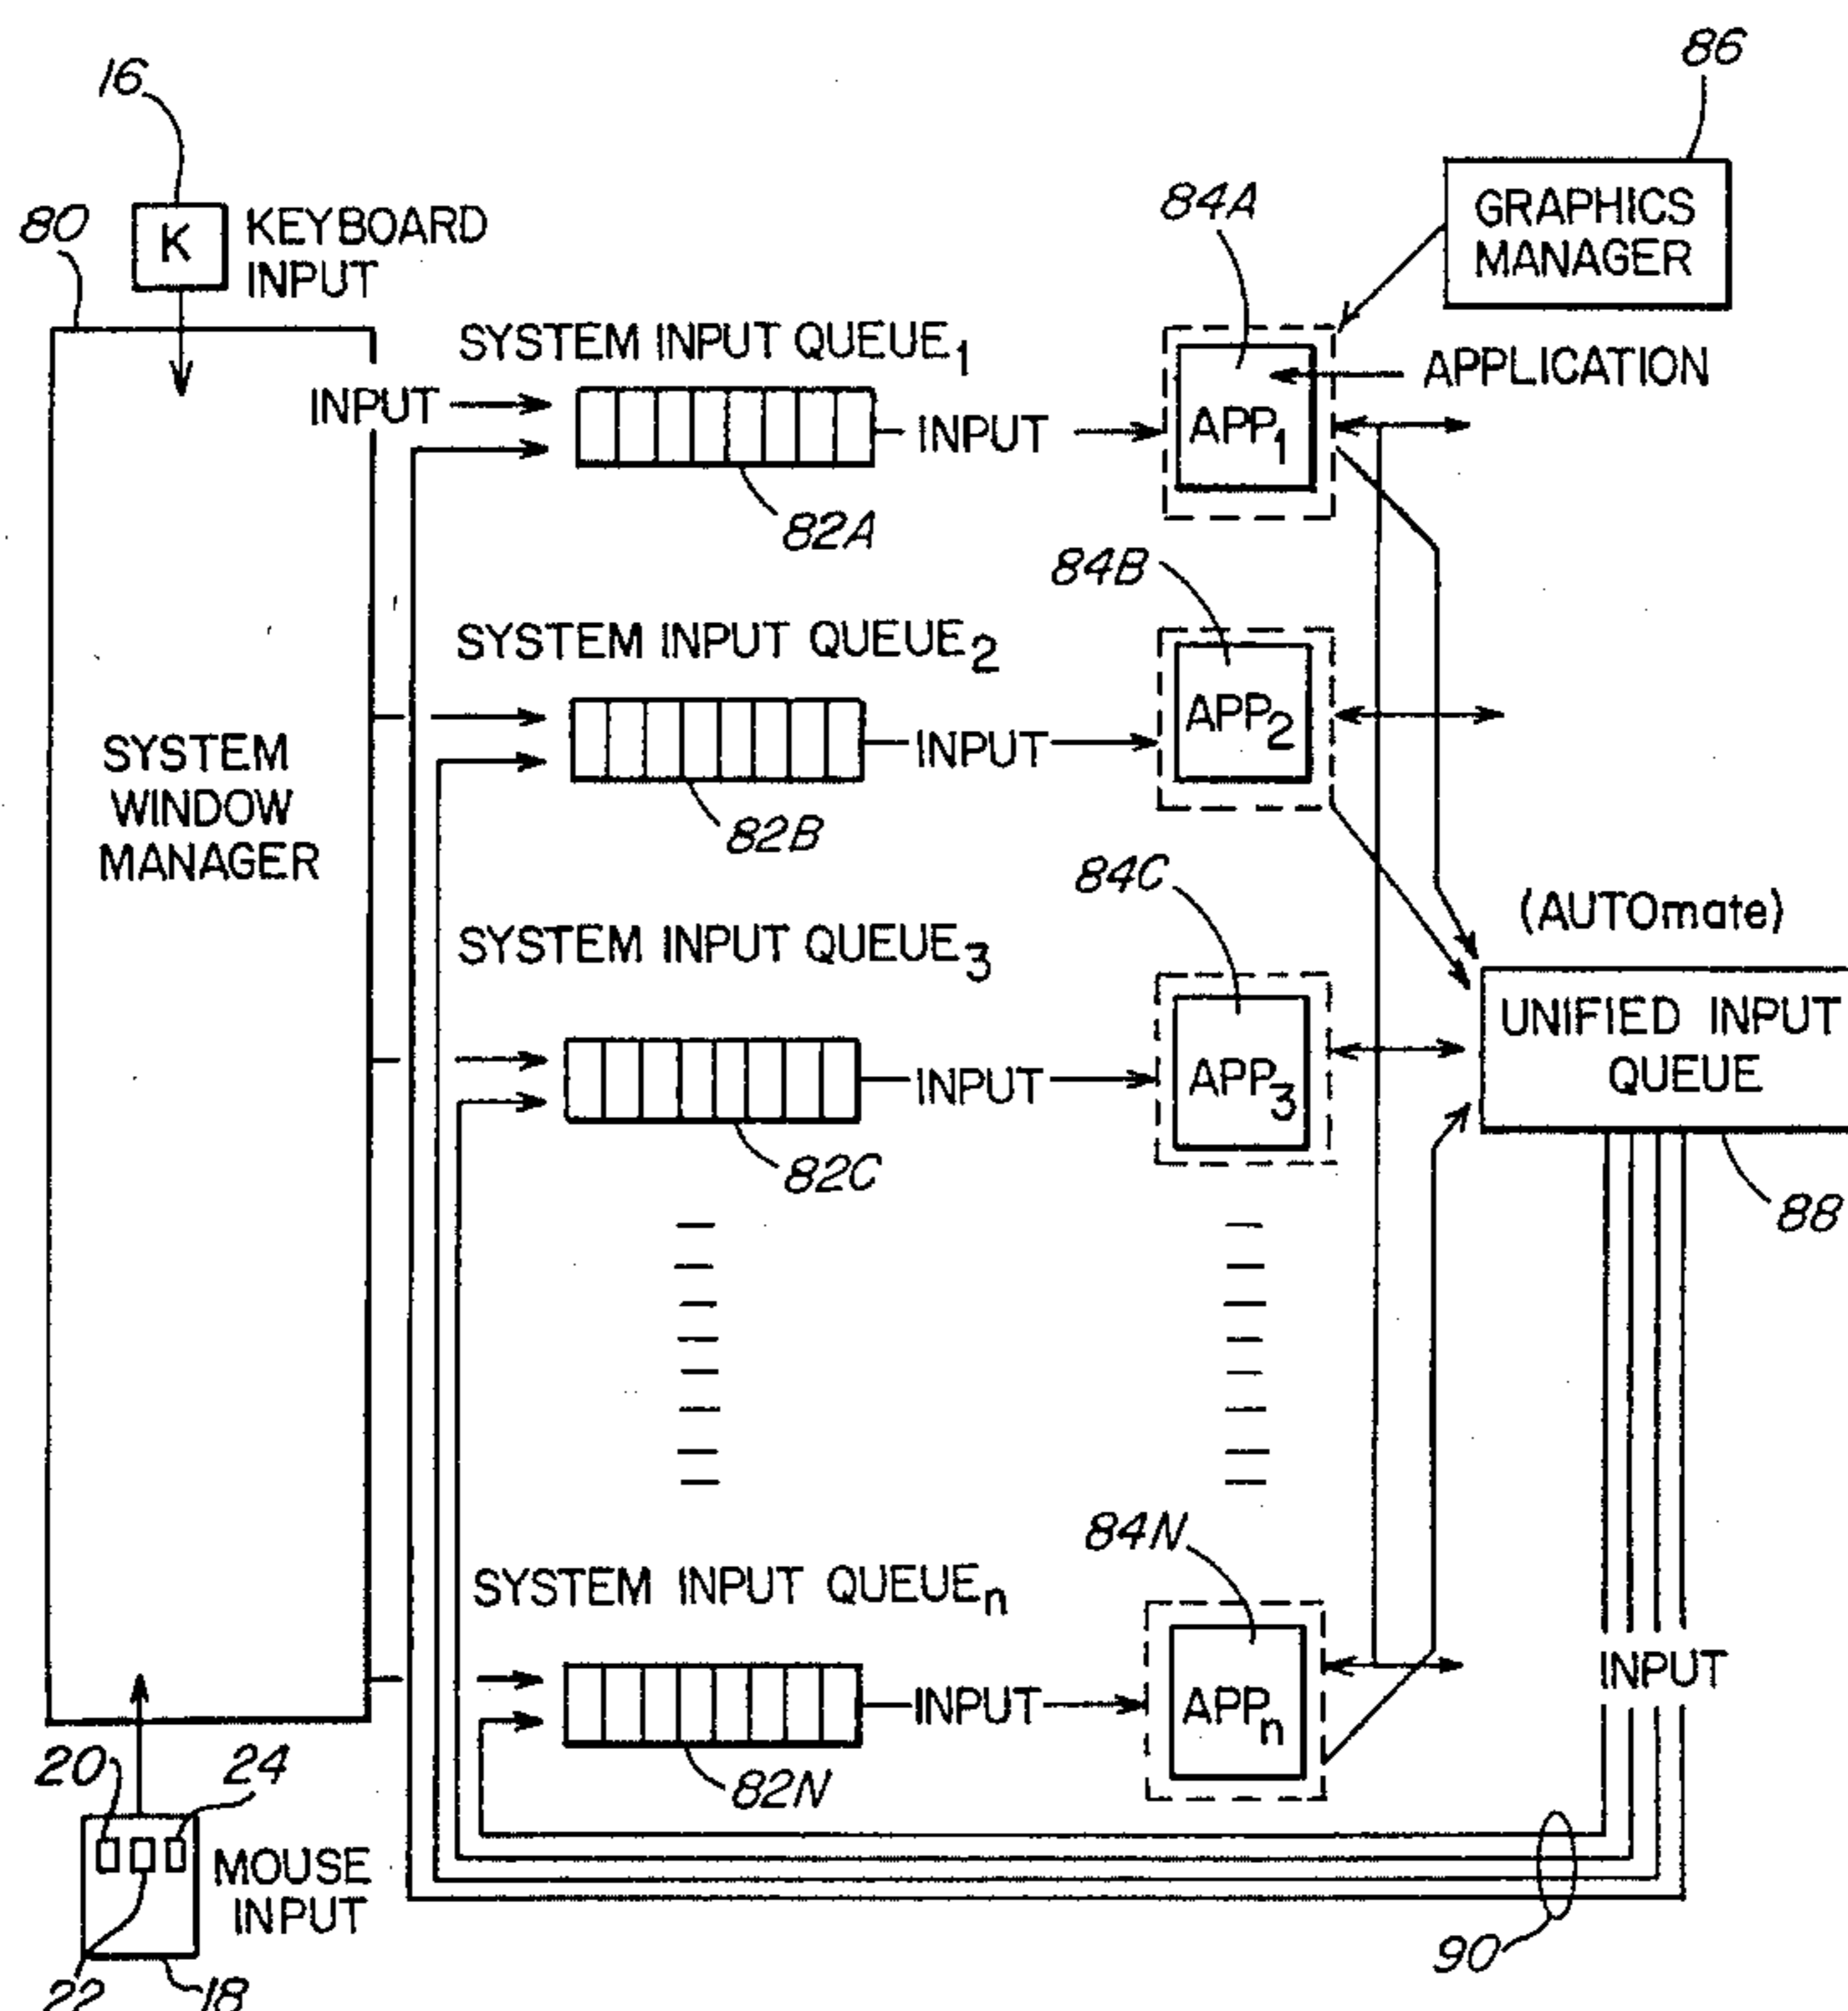 86
16
80
K
KEYBOARD
INPUT
84A
GRAPHICS
MANAGER
SYSTEM INPUT QUEUE1
APPLICATION
INPUT
INPUT
APP1
82A
84B
SYSTEM INPUT QUEUE2
INPUT
APP2
82B
SYSTEM
WINDOW
MANAGER
84C
(AUTOmate)
SYSTEM INPUT QUEUE3
UNIFIED INPUT
QUEUE
INPUT
APP3
82C
88
84N
SYSTEM INPUT QUEUEn
INPUT
INPUT
APPn
82N
20
24
MOUSE
INPUT
90
22
18